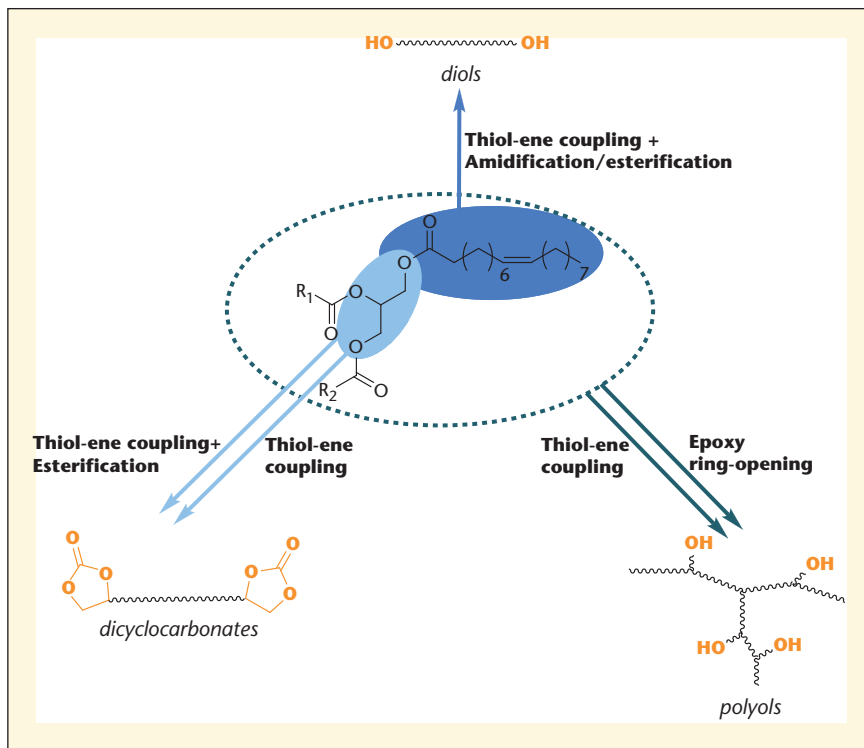 HO OH
diols
Thiol-ene coupling +
Amidification/esterification
O
O
6 7
R1 O
O
O
R2 O
Thiol-ene coupling+
Esterification
Thiol-ene
coupling
Thiol-ene
coupling
Epoxy
ring-opening
O O
O O
O O
dicyclocarbonates
OH
OH
HO OH
polyols